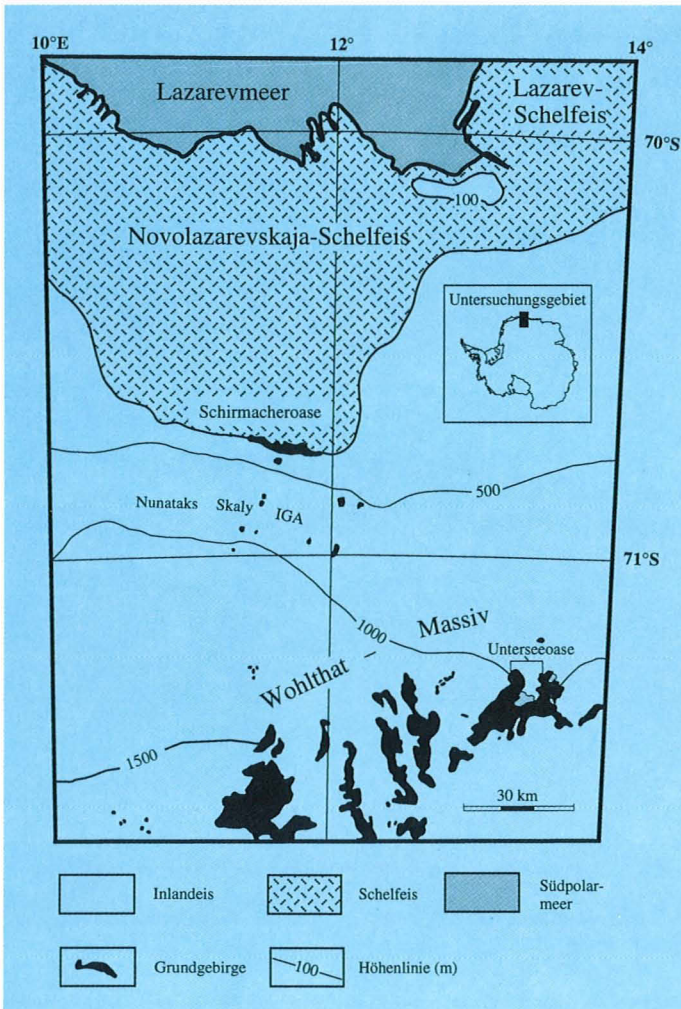 10°E 12° 14°
Lazarevmeer
Lazarev-
Schelfeis
70°S
100
Novolazarevskaja-Schelfeis
Untersuchungsgebiet
Schirmacheroase
500
Nunataks Skaly IGA
71°S
1000
Wohlthat – Massiv
Unterseeoase
1500
30 km
Inlandeis
Schelfeis
Südpolar-
meer
Grundgebirge
100
Höhenlinie (m)